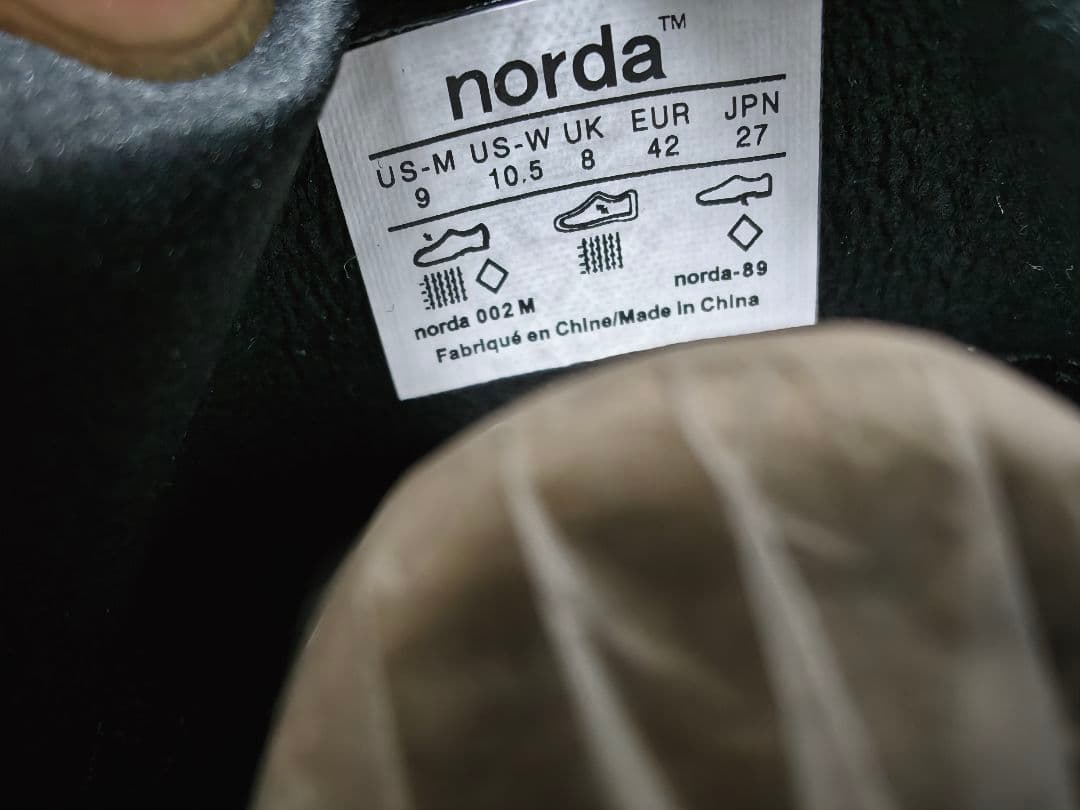 norda™
US-M US-W UK EUR JPN
9 10.5 8 42 27
norda 002 M norda-89
Fabriqué en Chine/Made in China